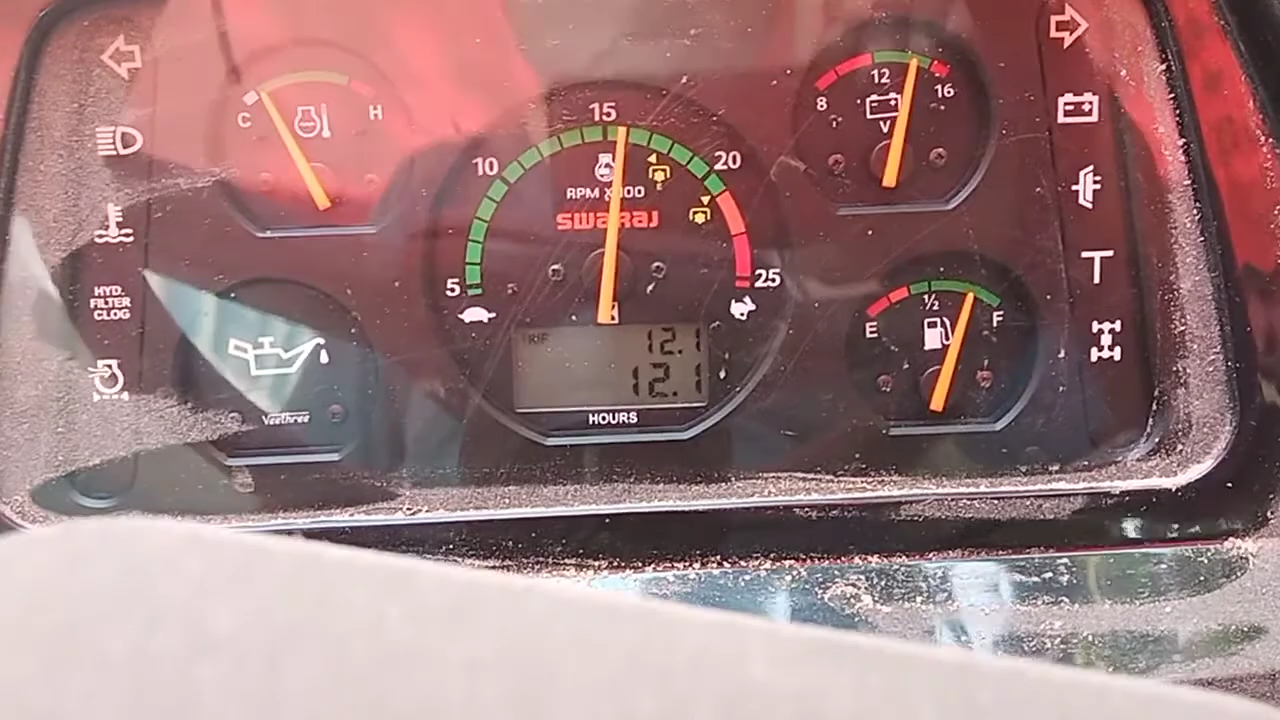 C
H
HYD.
FILTER
CLOG
Veethree
5
10
15
20
25
RPM X100
SWARAJ
TRIP
12.1
12.1
HOURS
8
12
16
V
E
1/2
F